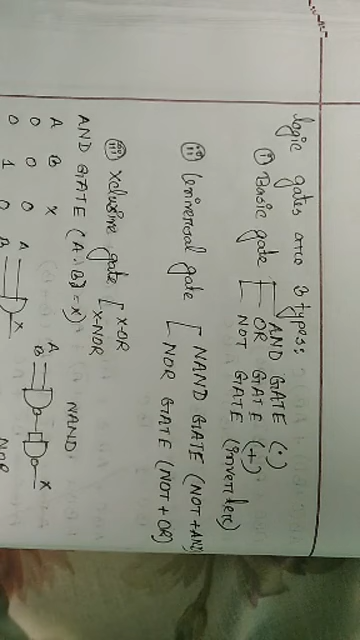 logic gates are 3 types:
(i) Basic gate [ AND GATE (·)
OR GATE (+)
NOT GATE (inverter)
(ii) Universal gate [ NAND GATE (NOT+AND)
NOR GATE (NOT+OR)
(iii) Xclusive gate [ X-OR
X-NOR
AND GATE (A·B=X) NAND
A B X A X A X
0 0 0 B B
0 1 0 NOR